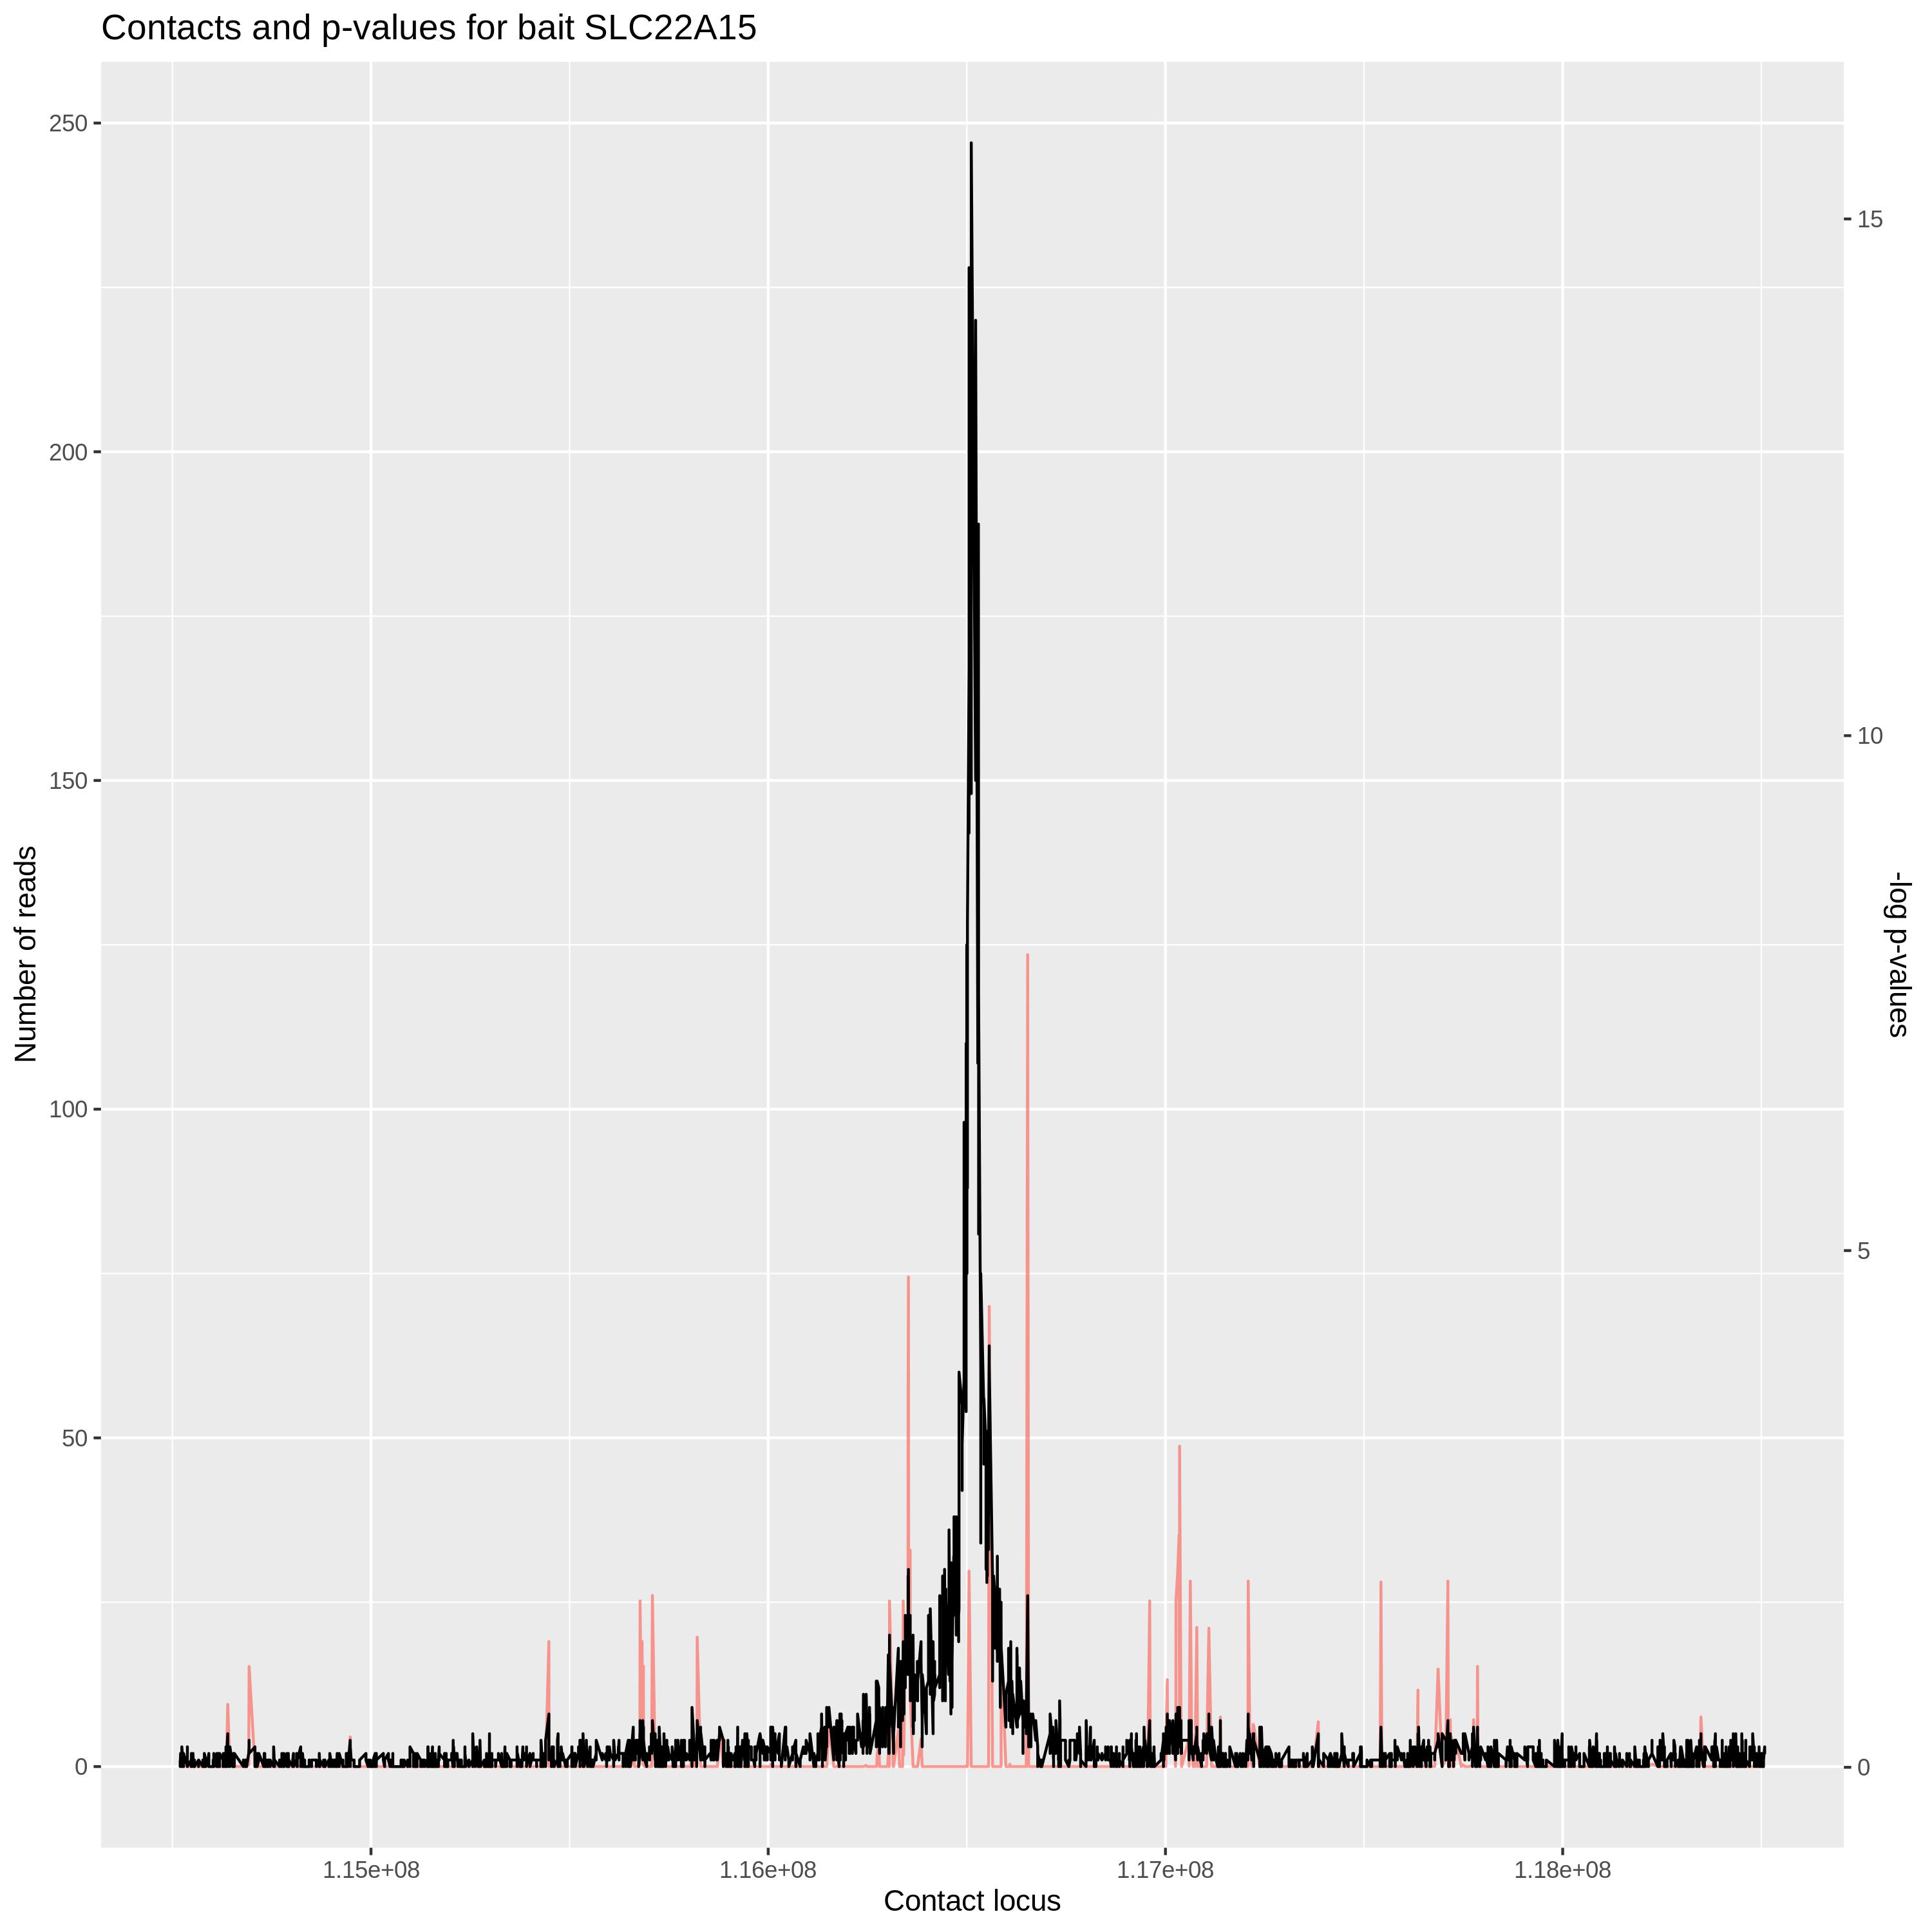 Contacts and p-values for bait SLC22A15
250
200
150
100
50
0
Number of reads
15
10
5
0
-log p-values
1.15e+08
1.16e+08
1.17e+08
1.18e+08
Contact locus